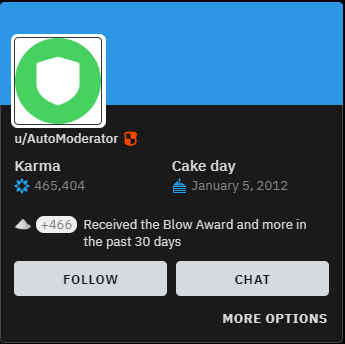 u/AutoModerator
Karma
Cake day
465,404
January 5, 2012
+466
Received the Blow Award and more in
the past 30 days
FOLLOW
CHAT
MORE OPTIONS